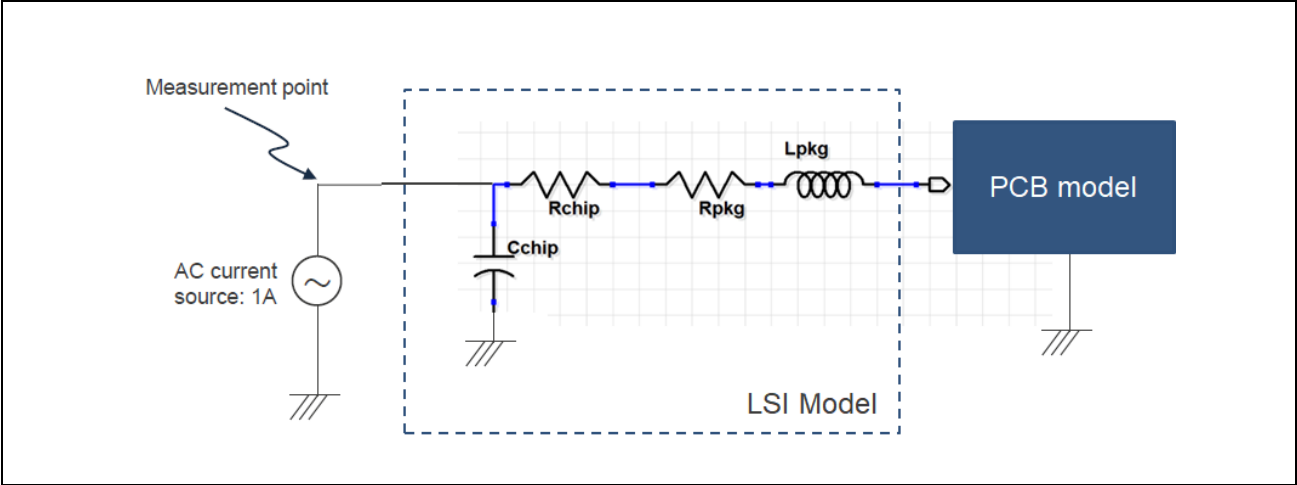 Measurement point
Lpkg
PCB model
Rchip
Rpkg
Cchip
AC current
source: 1A
LSI Model